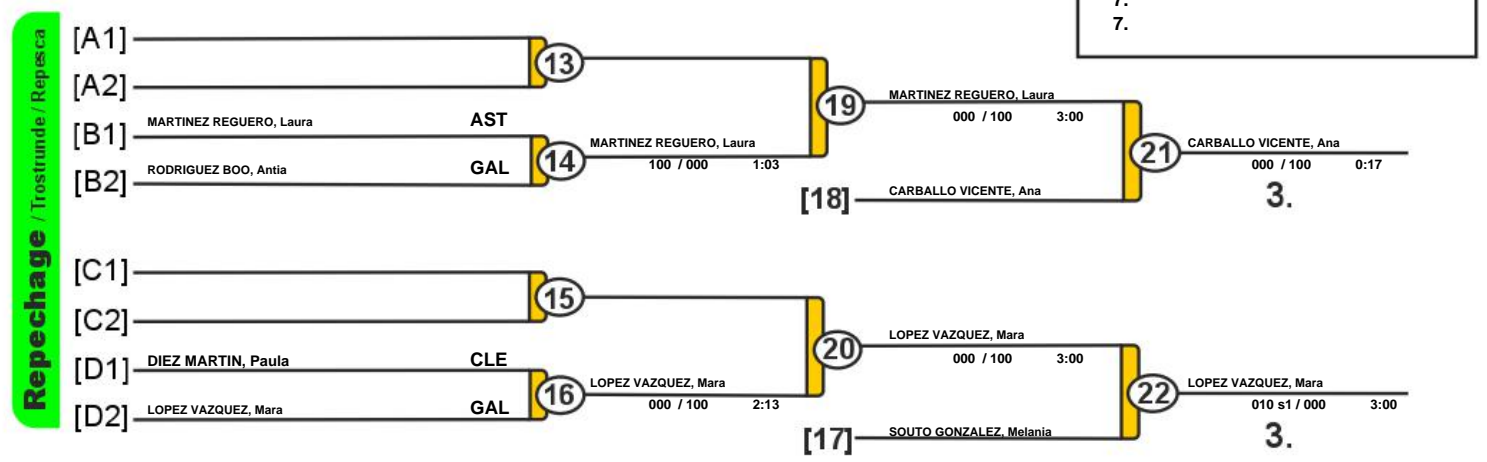 7.
7.
Repechage / Trostrunde / Repesca
[A1]
13
[A2]
19
MARTINEZ REGUERO, Laura
000 / 100 3:00
[B1] MARTINEZ REGUERO, Laura AST
14
MARTINEZ REGUERO, Laura
100 / 000 1:03
[B2] RODRIGUEZ BOO, Antia GAL
21
CARBALLO VICENTE, Ana
000 / 100 0:17
3.
[18] CARBALLO VICENTE, Ana
[C1]
15
[C2]
20
LOPEZ VAZQUEZ, Mara
000 / 100 3:00
[D1] DIEZ MARTIN, Paula CLE
16
LOPEZ VAZQUEZ, Mara
000 / 100 2:13
[D2] LOPEZ VAZQUEZ, Mara GAL
22
LOPEZ VAZQUEZ, Mara
010 s1 / 000 3:00
3.
[17] SOUTO GONZALEZ, Melania